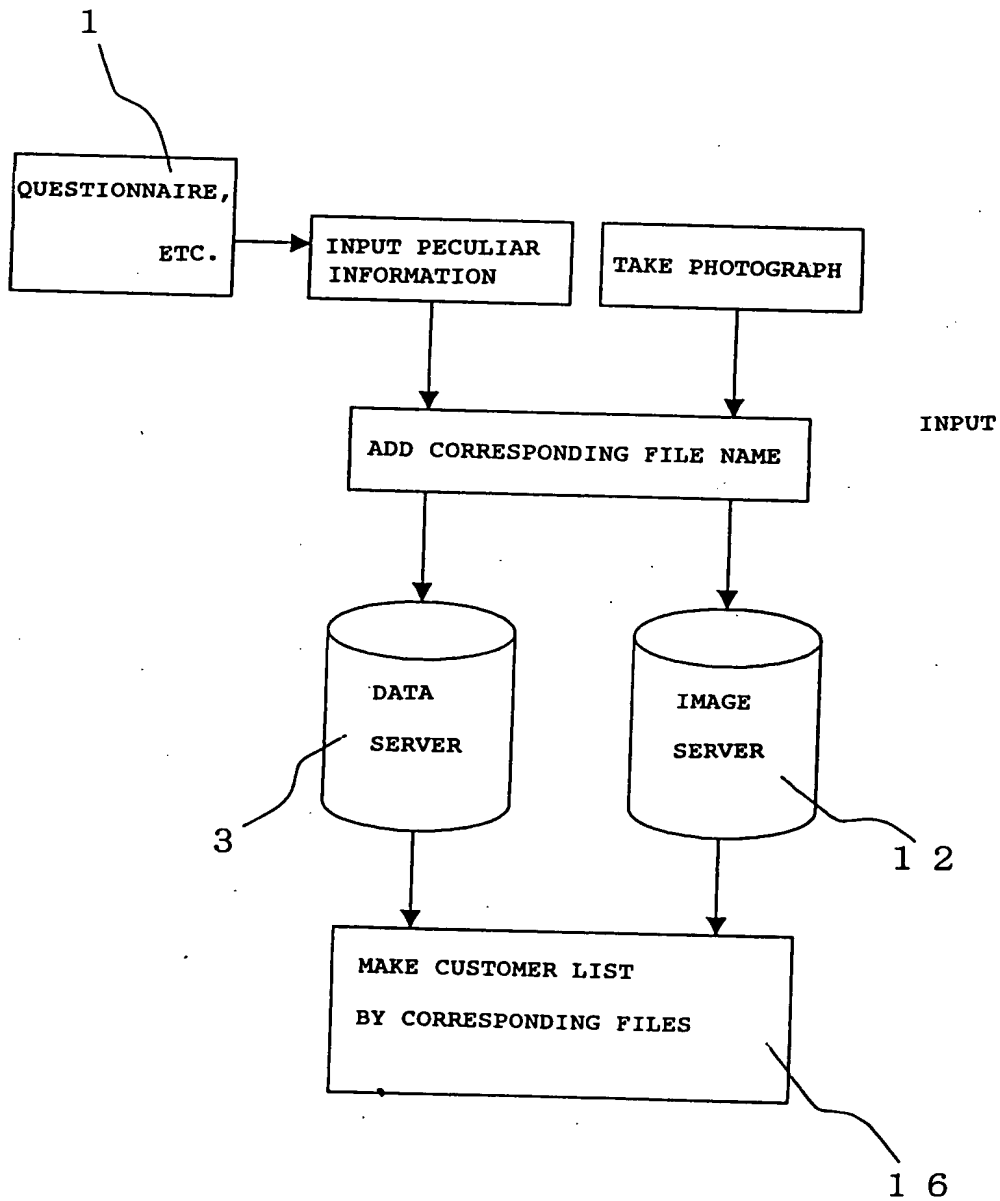 1
QUESTIONNAIRE,
ETC.
INPUT PECULIAR
INFORMATION
TAKE PHOTOGRAPH
INPUT
ADD CORRESPONDING FILE NAME
DATA
SERVER
IMAGE
SERVER
3
1 2
MAKE CUSTOMER LIST
BY CORRESPONDING FILES
1 6